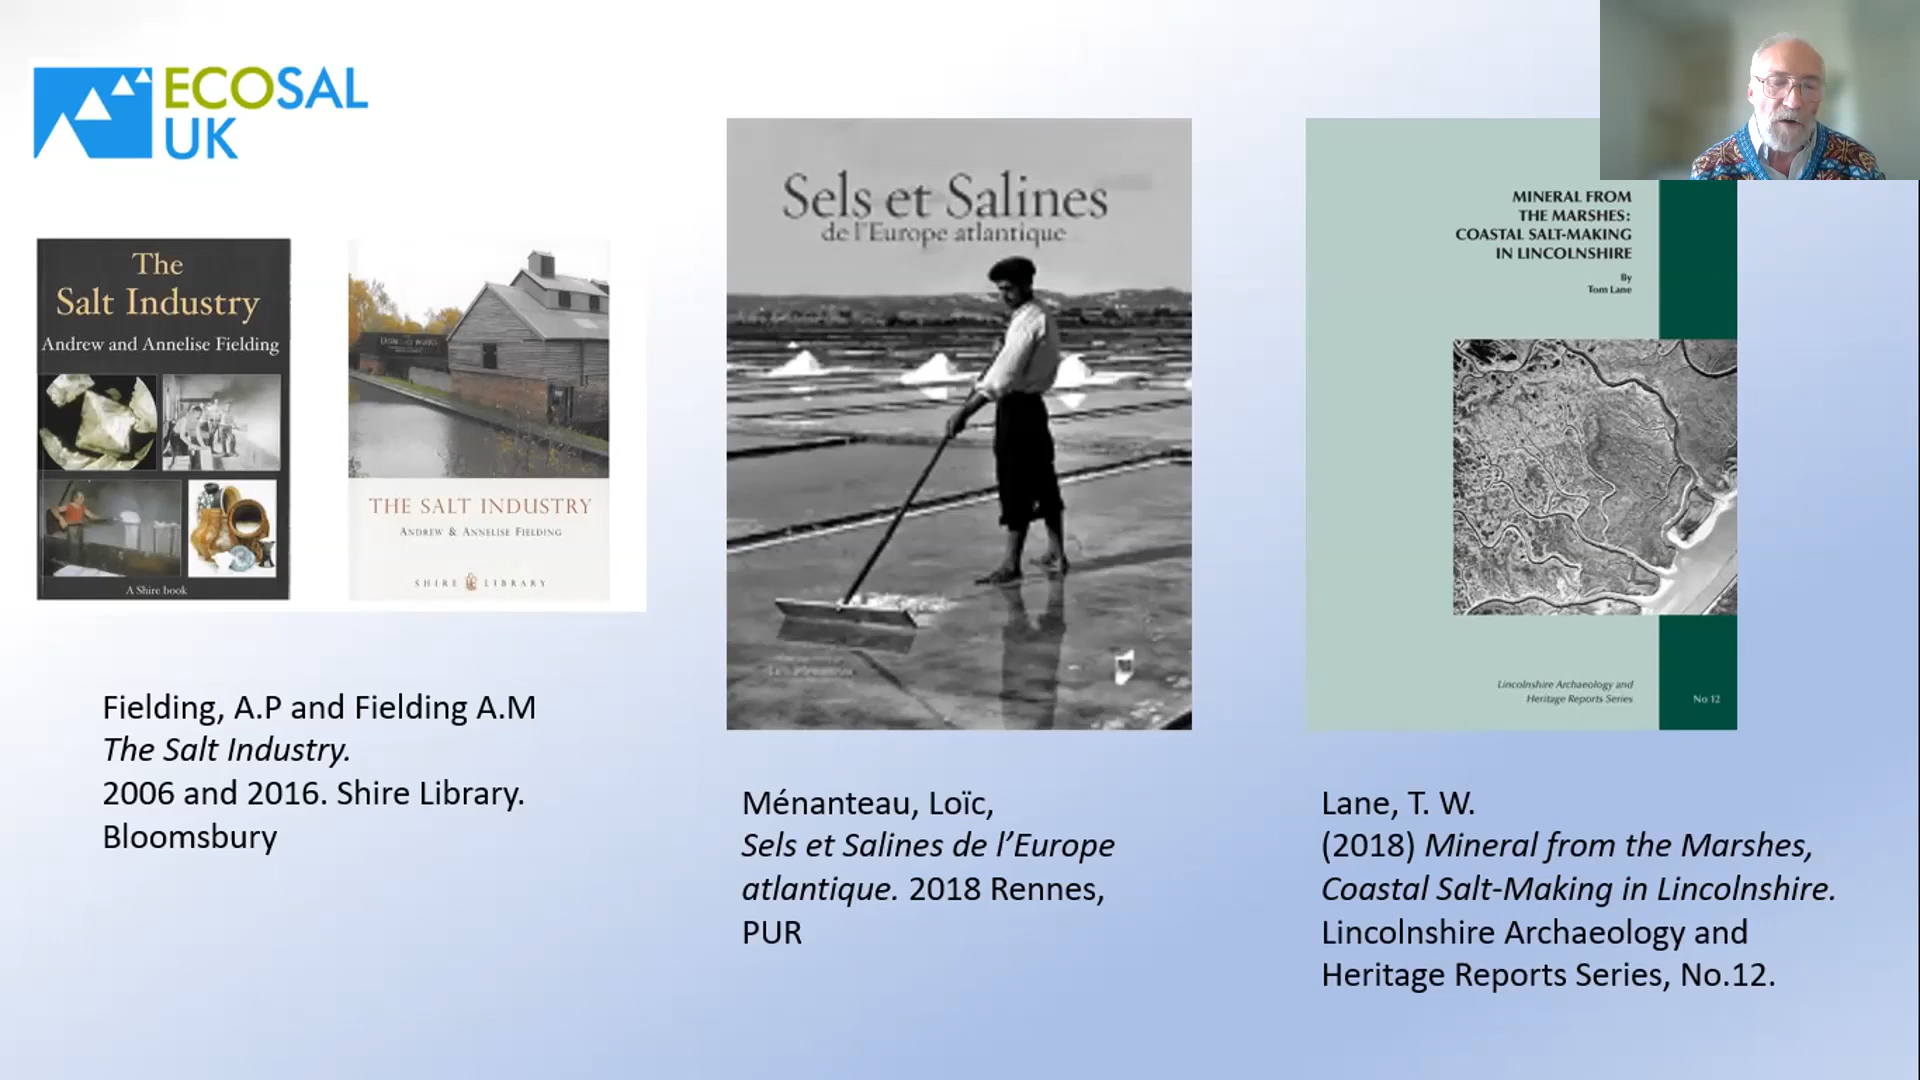 ECOSAL
UK
The
Salt Industry
Andrew and Annelise Fielding
A Shire book
THE SALT INDUSTRY
ANDREW & ANNELISE FIELDING
SHIRE LIBRARY
Sels et Salines
de l'Europe atlantique
MINERAL FROM
THE MARSHES:
COASTAL SALT-MAKING
IN LINCOLNSHIRE
By
Tom Lane
Lincolnshire Archaeology and
Heritage Reports Series
No 12
Fielding, A.P and Fielding A.M
The Salt Industry.
2006 and 2016. Shire Library.
Bloomsbury
Ménanteau, Loïc,
Sels et Salines de l’Europe
atlantique. 2018 Rennes,
PUR
Lane, T. W.
(2018) Mineral from the Marshes,
Coastal Salt-Making in Lincolnshire.
Lincolnshire Archaeology and
Heritage Reports Series, No.12.